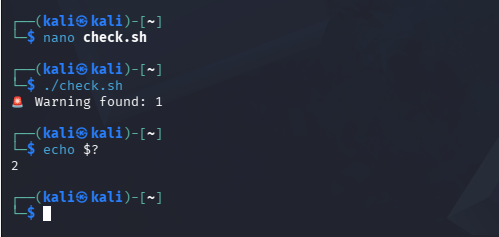 ┌──(kali㉿kali)-[~]
└─$ nano check.sh
┌──(kali㉿kali)-[~]
└─$ ./check.sh
🚨 Warning found: 1
┌──(kali㉿kali)-[~]
└─$ echo $?
2
┌──(kali㉿kali)-[~]
└─$